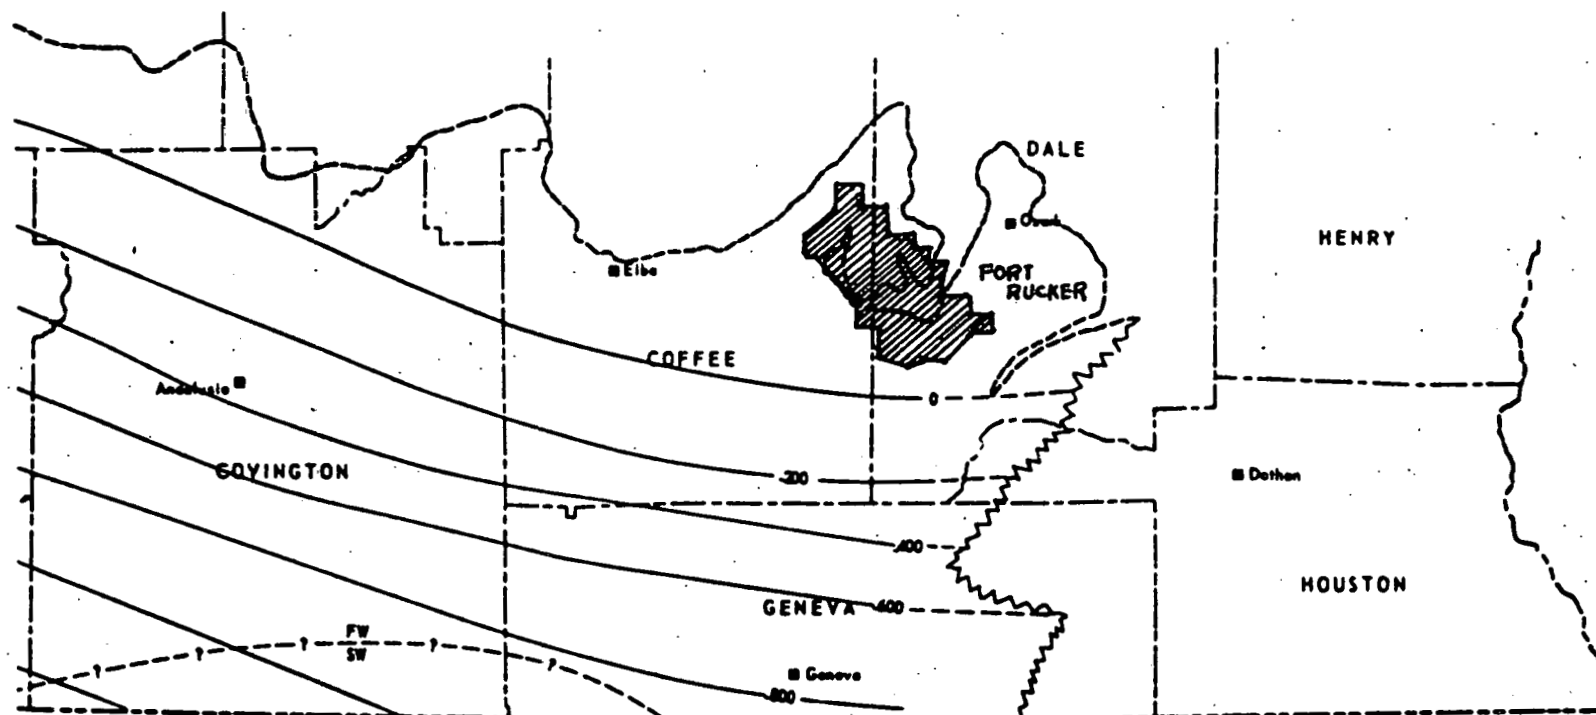 DALE
Ozark
HENRY
Elba
FORT
RUCKER
COFFEE
Andalusia
0
COVINGTON
-200
Dothan
-400
HOUSTON
GENEVA
-600
FW
SW
? ? ? ? ?
Geneva
-800